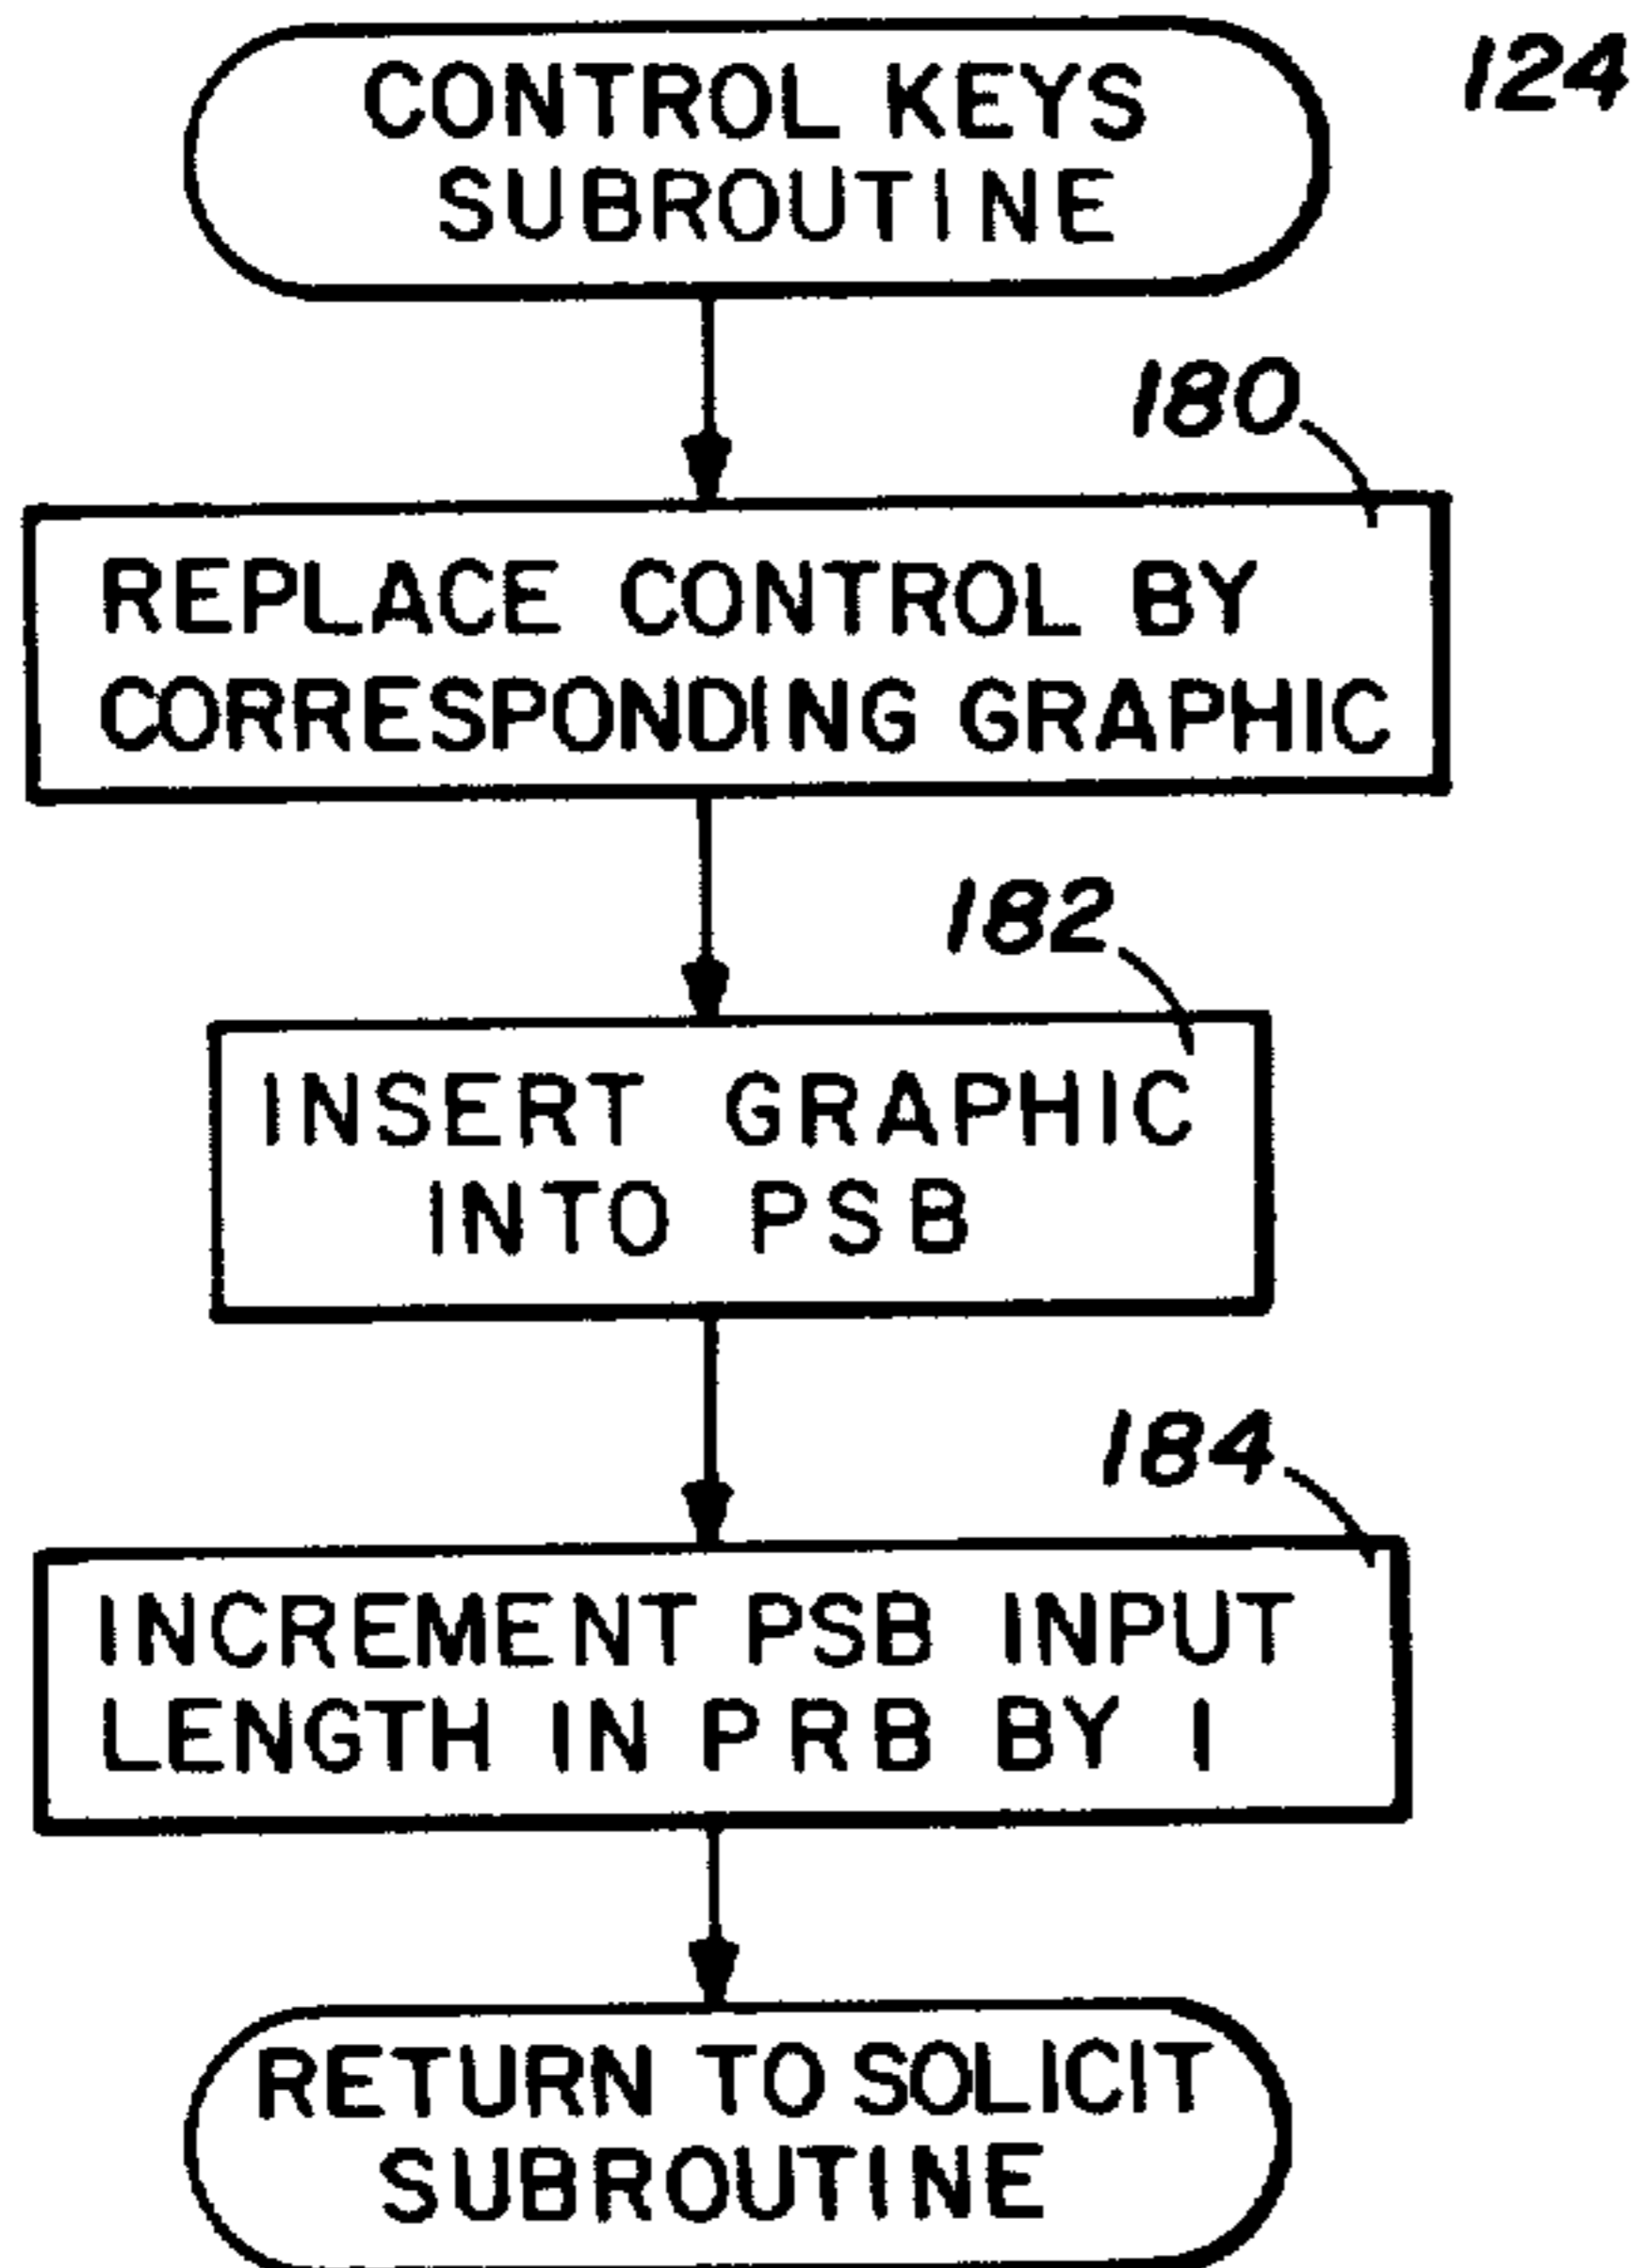 CONTROL KEYS
SUBROUTINE
124
180
REPLACE CONTROL BY
CORRESPONDING GRAPHIC
182
INSERT GRAPHIC
INTO PSB
184
INCREMENT PSB INPUT
LENGTH IN PRB BY 1
RETURN TO SOLICIT
SUBROUTINE